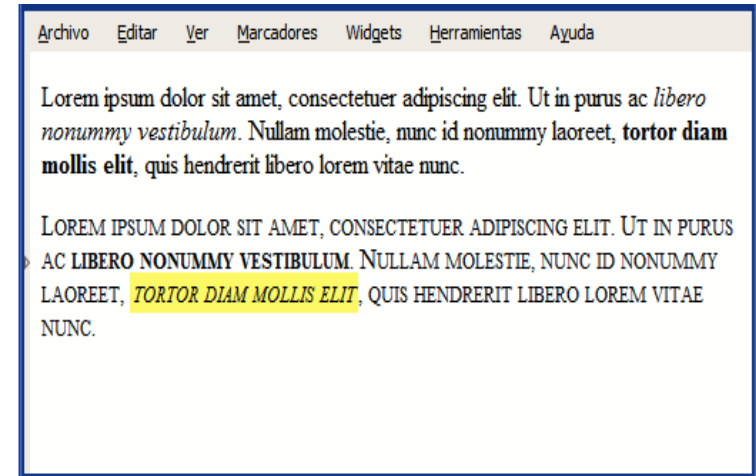 Archivo Editar Ver Marcadores Widgets Herramientas Ayuda
Lorem ipsum dolor sit amet, consectetuer adipiscing elit. Ut in purus ac libero
nonummy vestibulum. Nullam molestie, nunc id nonummy laoreet, tortor diam
mollis elit, quis hendrerit libero lorem vitae nunc.
LOREM IPSUM DOLOR SIT AMET, CONSECTETUER ADIPISCING ELIT. UT IN PURUS
AC LIBERO NONUMMY VESTIBULUM. NULLAM MOLESTIE, NUNC ID NONUMMY
LAOREET, TORTOR DIAM MOLLIS ELIT, QUIS HENDRERIT LIBERO LOREM VITAE
NUNC.